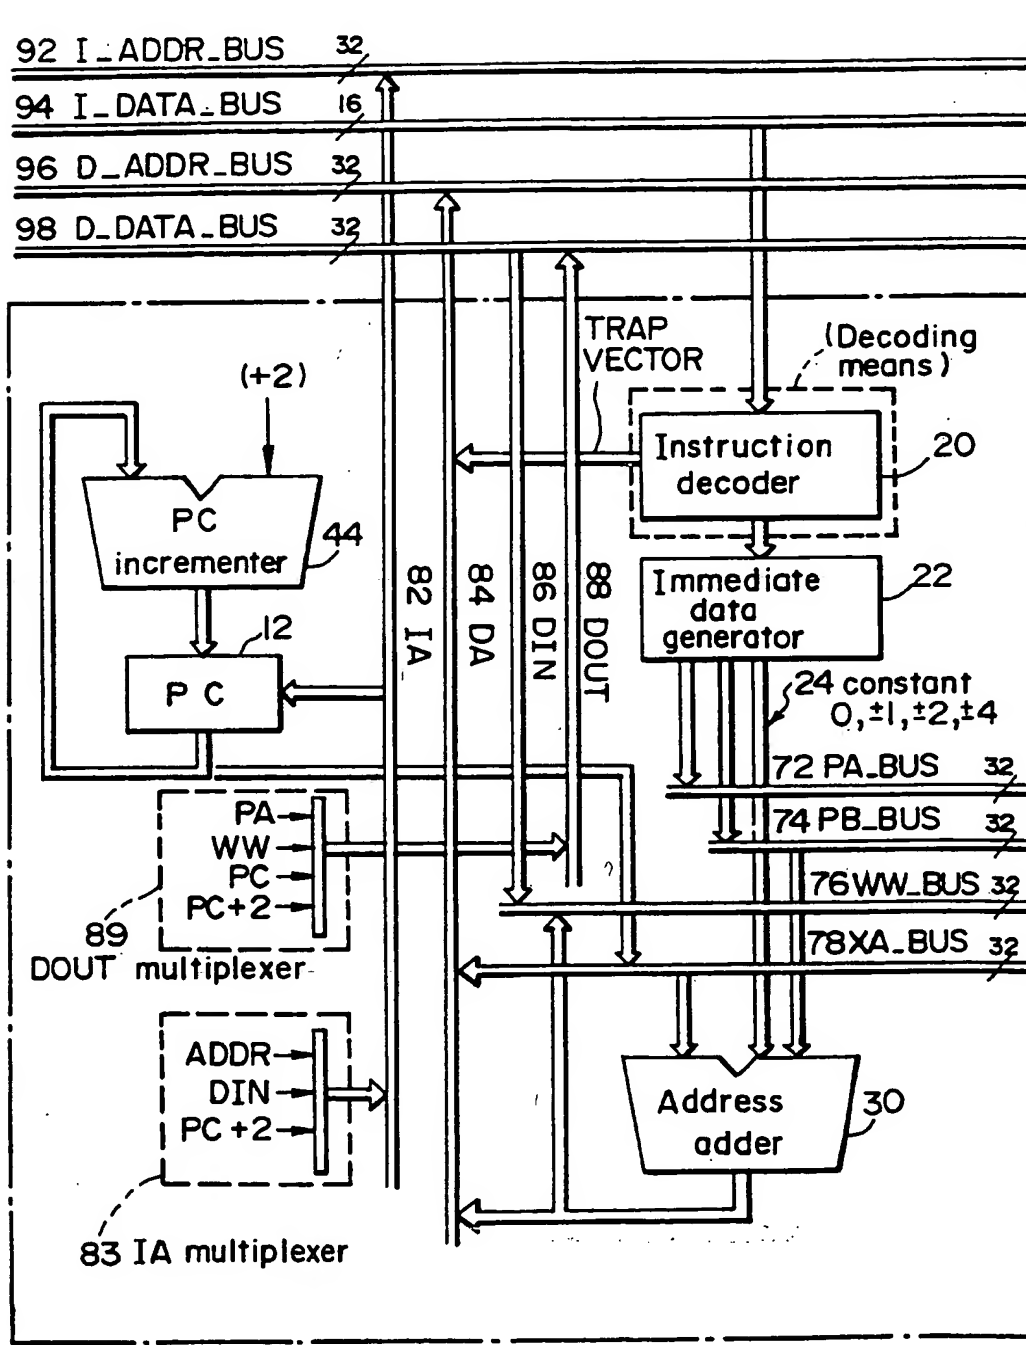 92 I_ADDR_BUS 32
94 I_DATA_BUS 16
96 D_ADDR_BUS 32
98 D_DATA_BUS 32
TRAP
VECTOR
(Decoding
means)
(+2)
Instruction
decoder
20
PC
incrementer
44
82 IA
84 DA
86 DIN
88 DOUT
Immediate
data
generator
22
12
PC
24 constant
0,±1,±2,±4
72 PA_BUS 32
74 PB_BUS 32
76 WW_BUS 32
78 XA_BUS 32
PA
WW
PC
PC+2
89
DOUT multiplexer
ADDR
DIN
PC+2
83 IA multiplexer
Address
adder
30